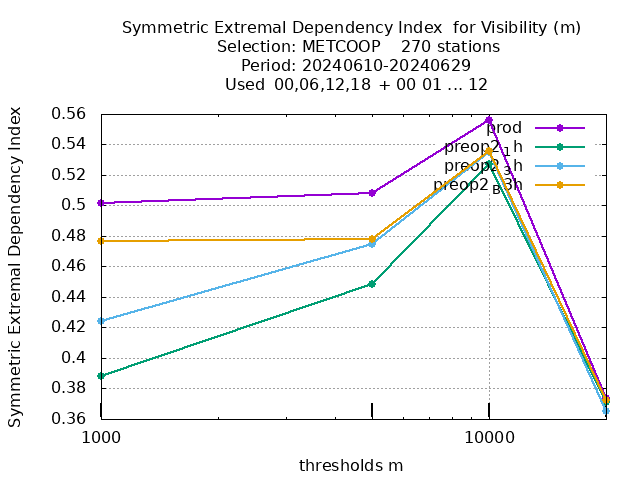 Symmetric Extremal Dependency Index for Visibility (m)
Selection: METCOOP 270 stations
Period: 20240610-20240629
Used 00,06,12,18 + 00 01 ... 12
Symmetric Extremal Dependency Index
0.56
0.54
0.52
0.5
0.48
0.46
0.44
0.42
0.4
0.38
0.36
prod
preop2_1h
preop2_3h
preop2_B3h
1000
10000
thresholds m